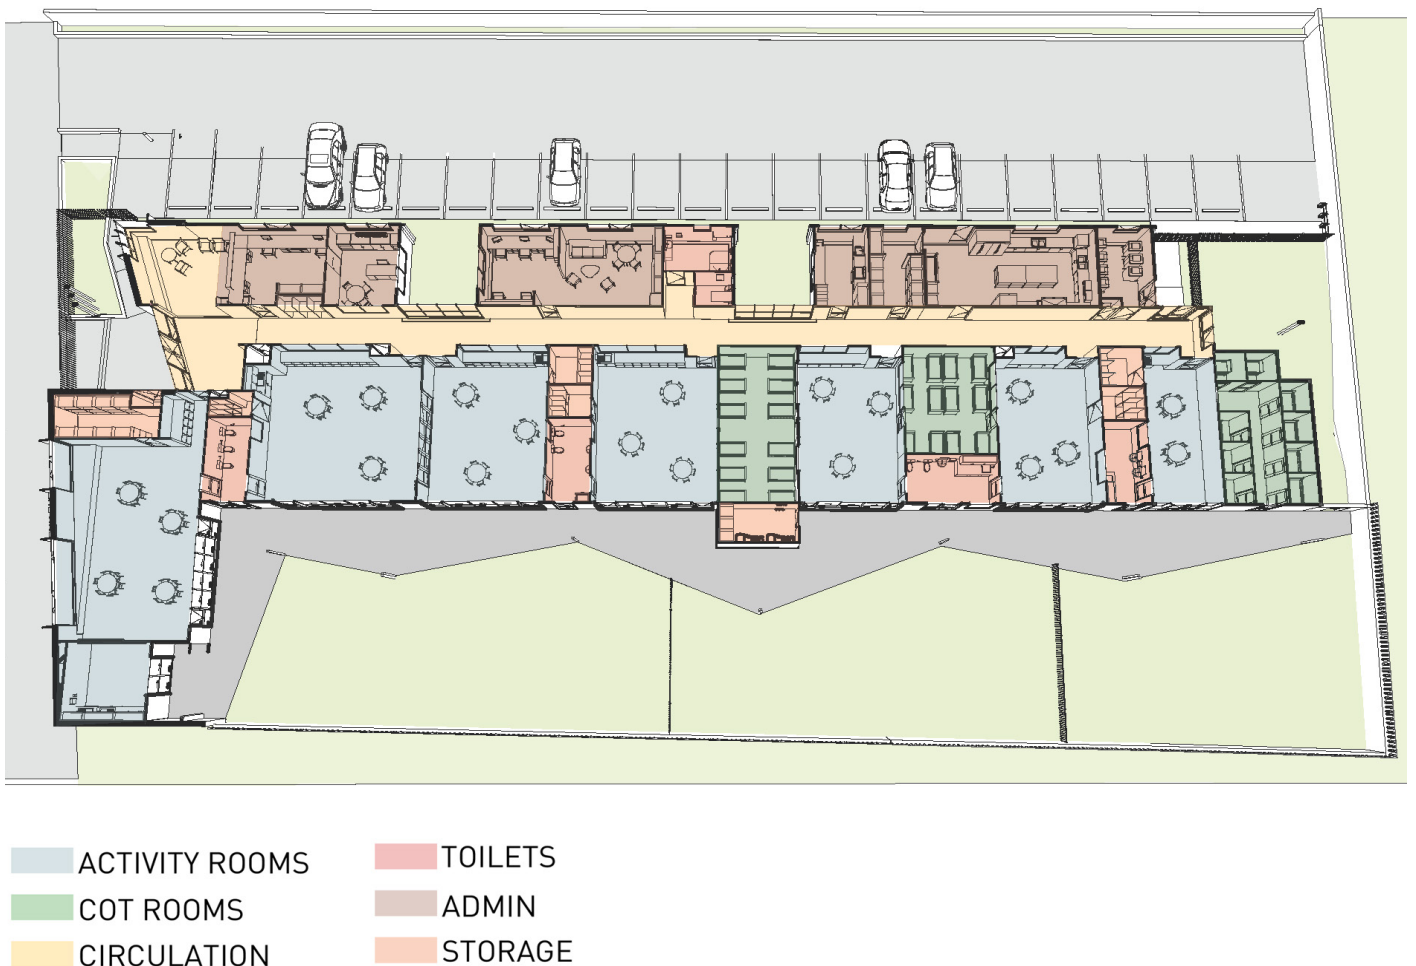 ACTIVITY ROOMS
COT ROOMS
CIRCULATION
TOILETS
ADMIN
STORAGE